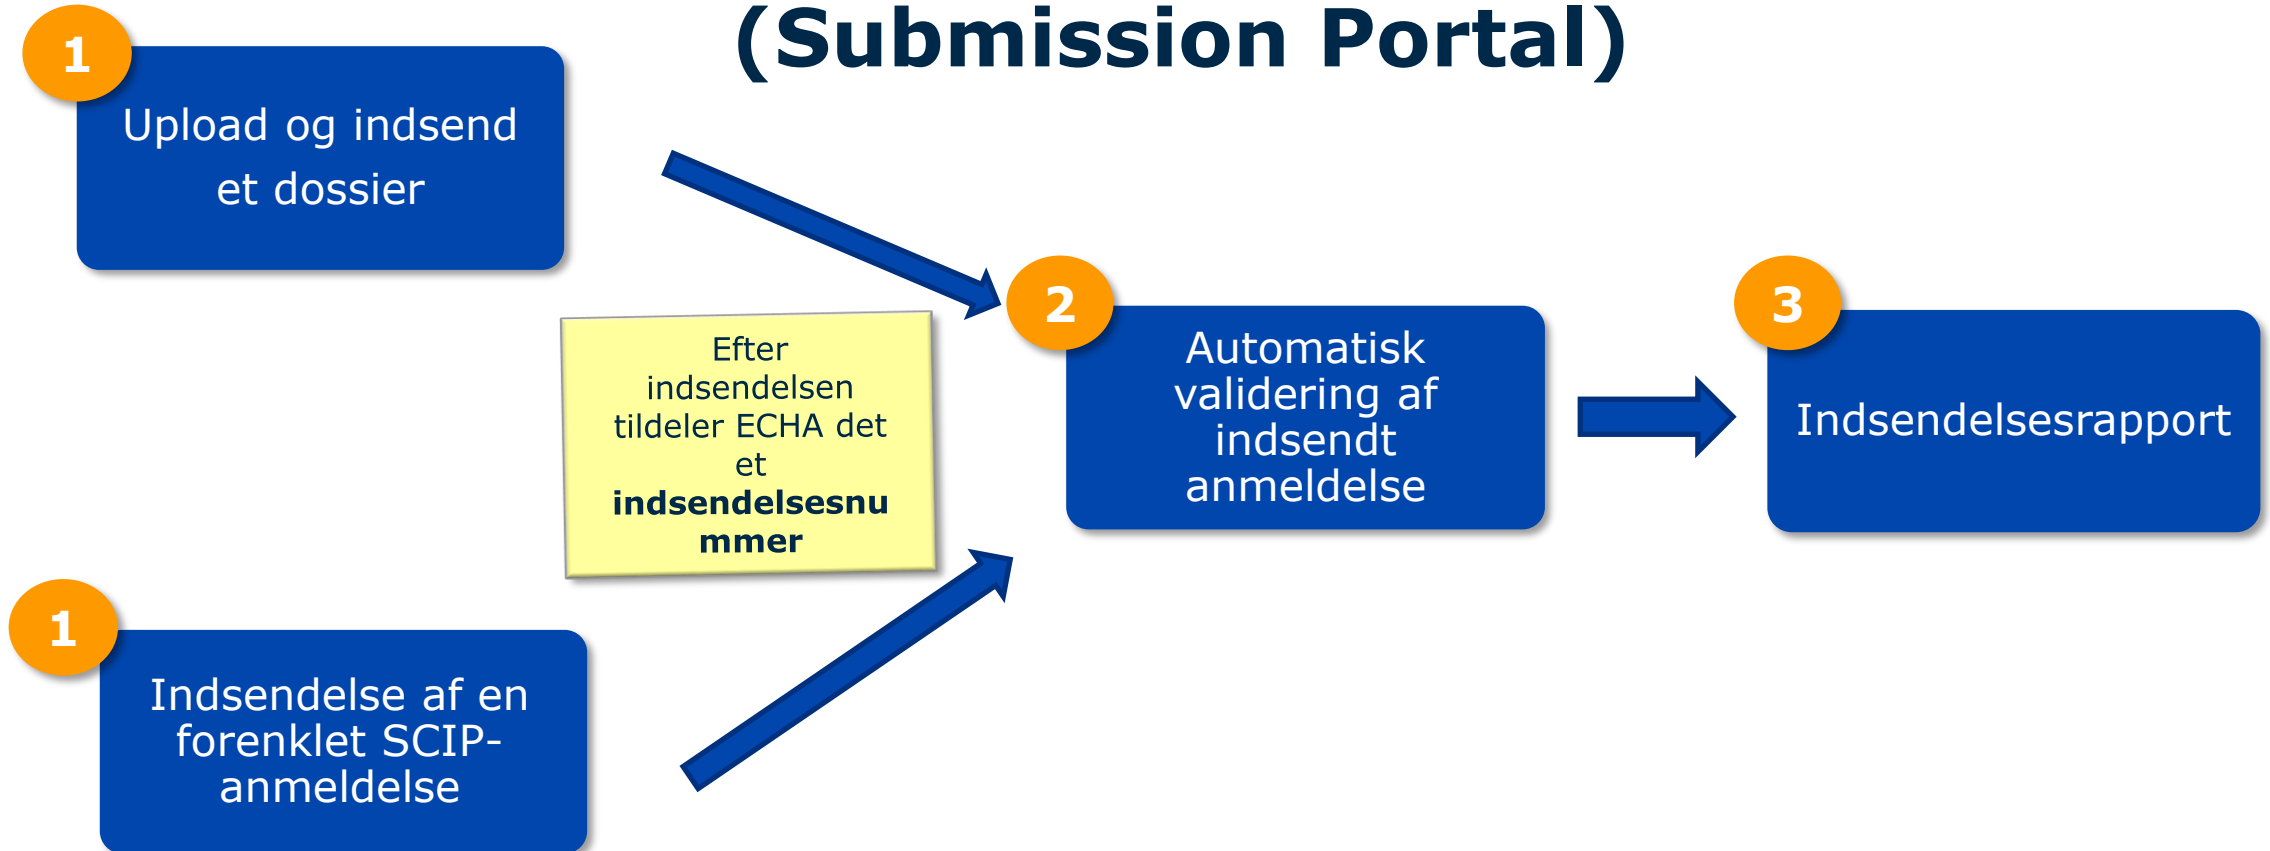 (Submission Portal)
1
Upload og indsend
et dossier
Efter
indsendelsen
tildeler ECHA det
et
indsendelsesnu
mmer
1
Indsendelse af en
forenklet SCIP-
anmeldelse
2
Automatisk
validering af
indsendt
anmeldelse
3
Indsendelsesrapport